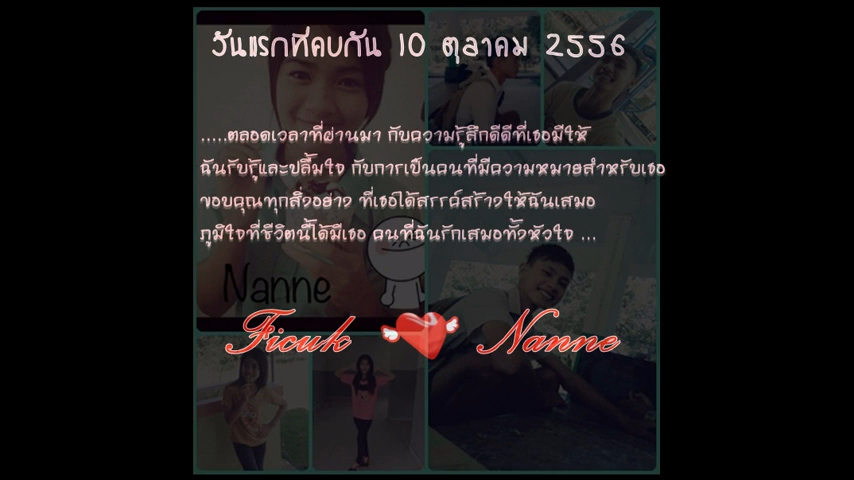 วันแรกที่คบกัน 10 ตุลาคม 2556
.....ตลอดเวลาที่ผ่านมา กับความรู้สึกดีดีที่เธอมีให้
ฉันรับรู้และปลื้มใจ กับการเป็นคนที่มีความหมายสำหรับเธอ
ขอบคุณทุกสิ่งอย่าง ที่เธอได้สรรค์สร้างให้ฉันเสมอ
ภูมิใจที่ชีวิตนี้ได้มีเธอ คนที่ฉันรักเสมอทั้งหัวใจ ...
Nanne
Ficuk Nanne